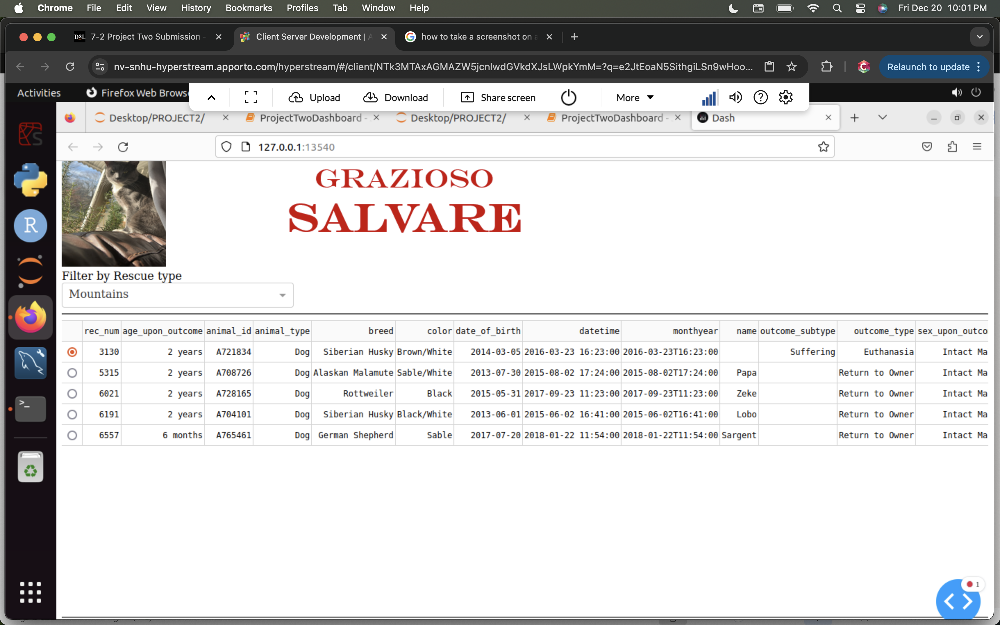 Chrome File Edit View History Bookmarks Profiles Tab Window Help Fri Dec 20 10:01 PM
D2L 7-2 Project Two Submission - Client Server Development | A how to take a screenshot on
nv-snhu-hyperstream.apporto.com/hyperstream/#/client/NTk3MTAxAGMAZW5jcnlwdGVkdXJsLWpkYmM=?q=e2JtEoaN5SithgiLSn9wHoo... Relaunch to update
Activities Firefox Web Browse Upload Download Share screen More
Desktop/PROJECT2/ ProjectTwoDashboard - Desktop/PROJECT2/ ProjectTwoDashboard - Dash
127.0.0.1:13540
GRAZIOSO
SALVARE
Filter by Rescue type
Mountains
rec_num age_upon_outcome animal_id animal_type breed color date_of_birth datetime monthyear name outcome_subtype outcome_type sex_upon_outco
3130 2 years A721834 Dog Siberian Husky Brown/White 2014-03-05 2016-03-23 16:23:00 2016-03-23T16:23:00 Suffering Euthanasia Intact Ma
5315 2 years A708726 Dog Alaskan Malamute Sable/White 2013-07-30 2015-08-02 17:24:00 2015-08-02T17:24:00 Papa Return to Owner Intact Ma
6021 2 years A728165 Dog Rottweiler Black 2015-05-31 2017-09-23 11:23:00 2017-09-23T11:23:00 Zeke Return to Owner Intact Ma
6191 2 years A704101 Dog Siberian Husky Black/White 2013-06-01 2015-06-02 16:41:00 2015-06-02T16:41:00 Lobo Return to Owner Intact Ma
6557 6 months A765461 Dog German Shepherd Sable 2017-07-20 2018-01-22 11:54:00 2018-01-22T11:54:00 Sargent Return to Owner Intact Ma
1